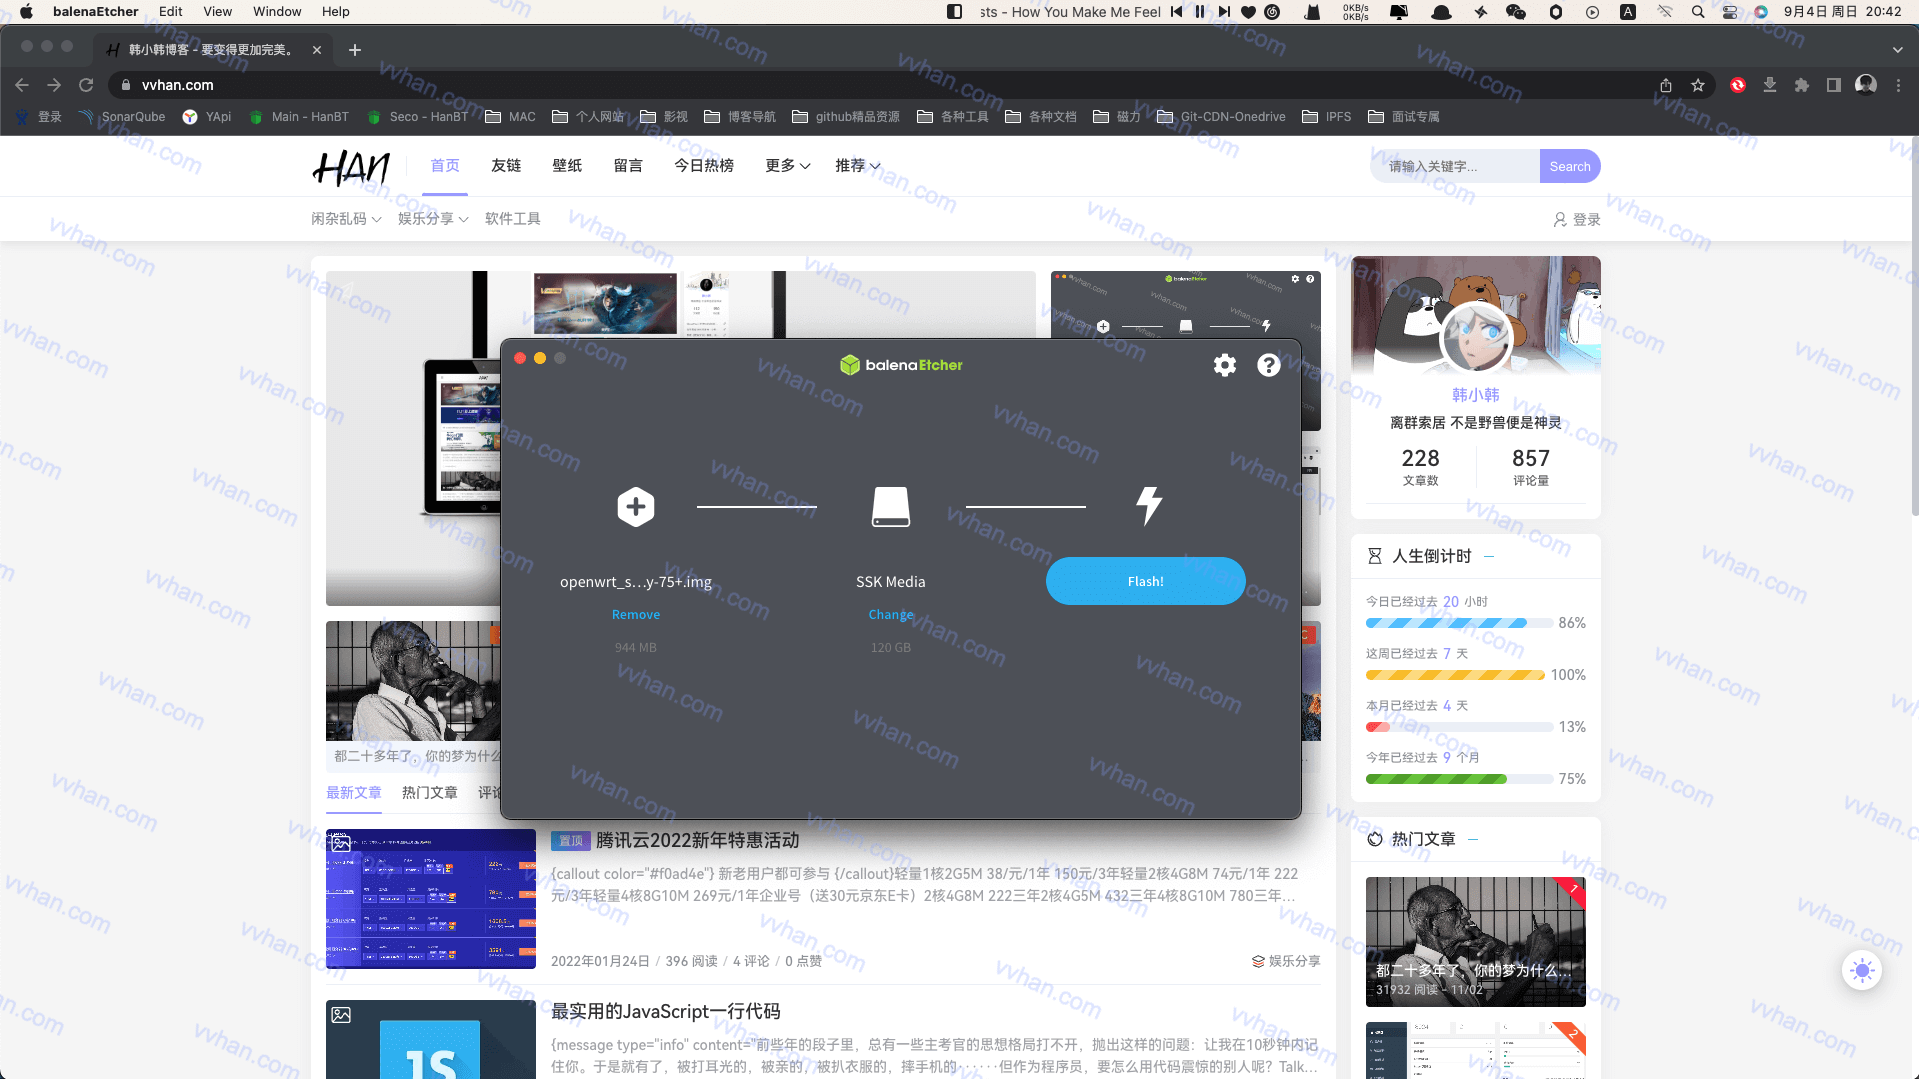 balenaEtcher Edit View Window Help
sts - How You Make Me Feel
0KB/s
0KB/s
A
9月4日 周日 20:42
韩小韩博客 - 要变得更加完美。
vvhan.com
登录 SonarQube YApi Main - HanBT Seco - HanBT MAC 个人网站 影视 博客导航 github精品资源 各种工具 各种文档 磁力 Git-CDN-Onedrive IPFS 面试专属
HAN 首页 友链 壁纸 留言 今日热榜 更多 推荐 请输入关键字... Search
闲杂乱码 娱乐分享 软件工具 登录
balenaEtcher
balenaEtcher
openwrt_s...y-75+.img SSK Media Flash!
Remove Change
944 MB 120 GB
韩小韩
离群索居 不是野兽便是神灵
228 857
文章数 评论量
人生倒计时
今日已经过去 20 小时
86%
这周已经过去 7 天
100%
本月已经过去 4 天
13%
今年已经过去 9 个月
75%
都二十多年了，你的梦为什么
最新文章 热门文章 评论
置顶 腾讯云2022新年特惠活动
{callout color="#f0ad4e"} 新老用户都可参与 {/callout}轻量1核2G5M 38/元/1年 150元/3年轻量2核4G8M 74元/1年 222
元/3年轻量4核8G10M 269元/1年企业号（送30元京东E卡）2核4G8M 222三年2核4G5M 432三年4核8G10M 780三年...
2022年01月24日 / 396 阅读 / 4 评论 / 0 点赞 娱乐分享
最实用的JavaScript一行代码
{message type="info" content="前些年的段子里，总有一些主考官的思想格局打不开，抛出这样的问题：让我在10秒钟内记
住你。于是就有了，被打耳光的，被亲的，被扒衣服的，摔手机的······但作为程序员，要怎么用代码震惊的别人呢？Talk...
JS
热门文章
1
都二十多年了，你的梦为什么...
31932 阅读 - 11/02
2
vvhan.com